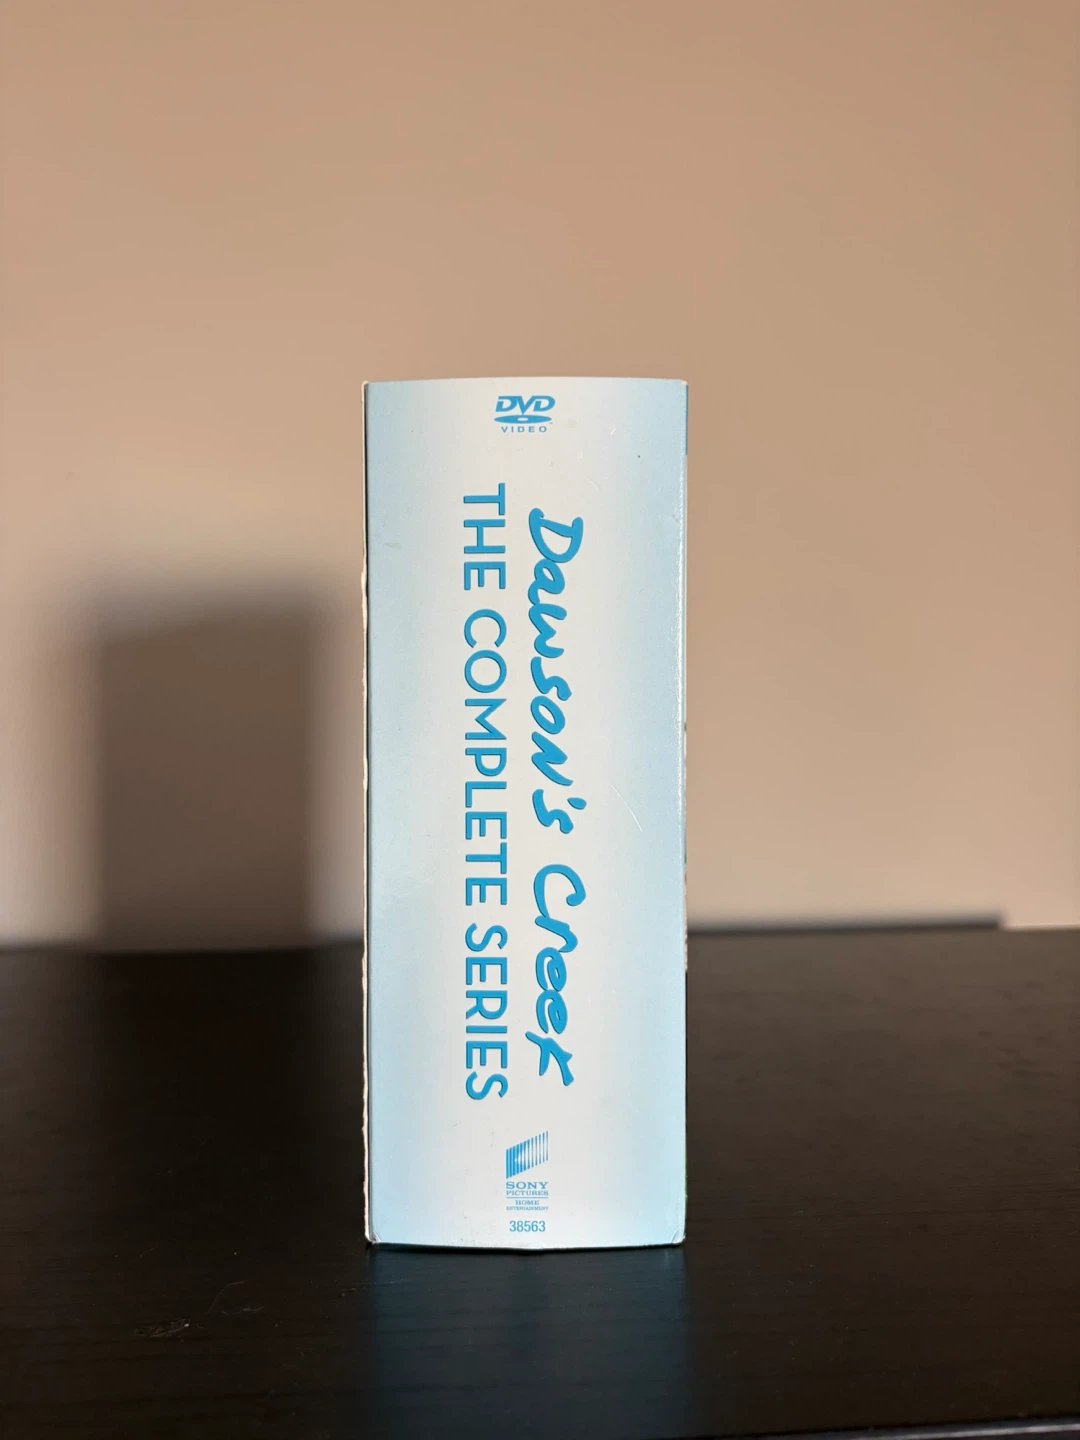 DVD
VIDEO
Dawson's Creek
THE COMPLETE SERIES
SONY
PICTURES
HOME
ENTERTAINMENT
38563